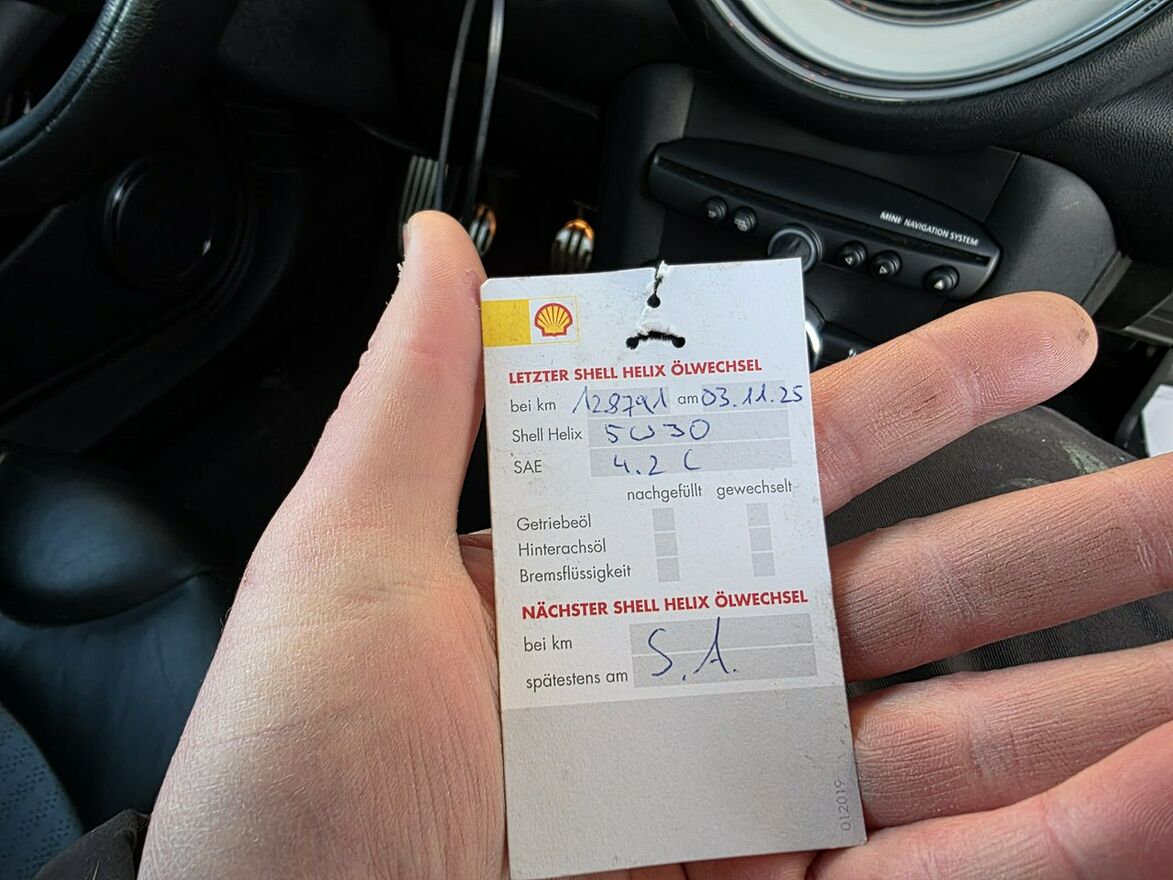 MINI NAVIGATION SYSTEM
LETZTER SHELL HELIX ÖLWECHSEL
bei km 128791 am 03.11.25
Shell Helix 5W30
SAE 4.2 L
nachgefüllt gewechselt
Getriebeöl
Hinterachsöl
Bremsflüssigkeit
NÄCHSTER SHELL HELIX ÖLWECHSEL
bei km
S.A.
spätestens am
012019